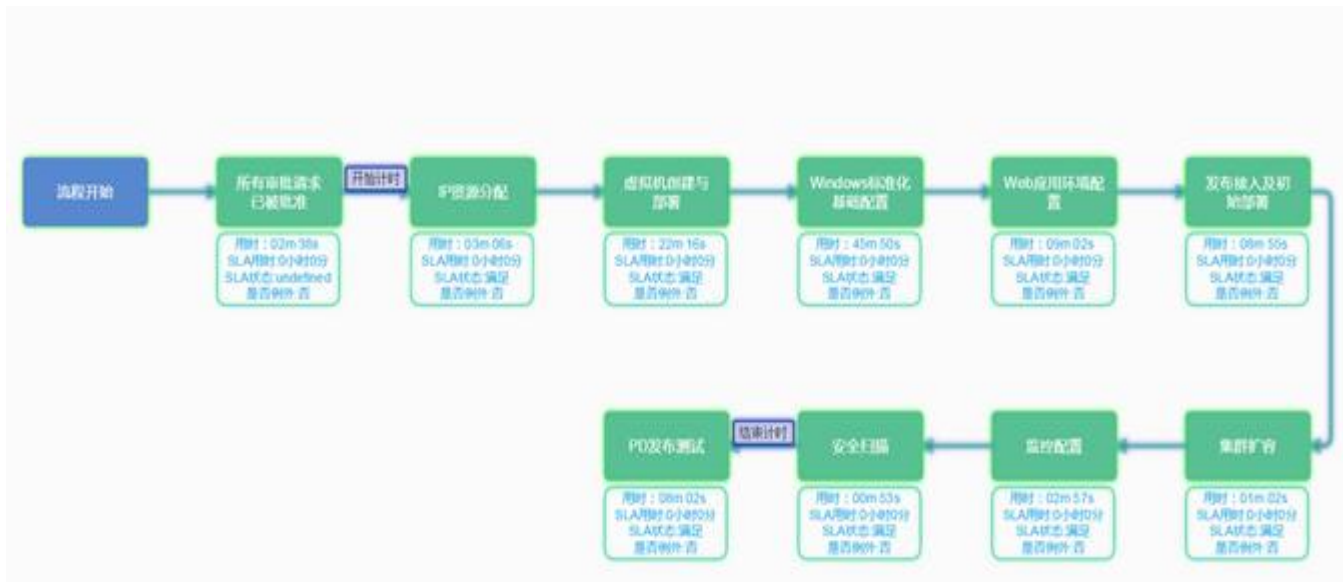 流程开始
所有审批请求
已被批准
用时：02m 38s
SLA用时:0小时0分
SLA状态:undefined
是否例外:否
开始计时
IP资源分配
用时：03m 06s
SLA用时:0小时0分
SLA状态:满足
是否例外:否
虚拟机创建与
部署
用时：22m 16s
SLA用时:0小时0分
SLA状态:满足
是否例外:否
Windows标准化
基础配置
用时：45m 50s
SLA用时:0小时0分
SLA状态:满足
是否例外:否
Web应用环境配
置
用时：09m 02s
SLA用时:0小时0分
SLA状态:满足
是否例外:否
发布接入及初
始部署
用时：08m 55s
SLA用时:0小时0分
SLA状态:满足
是否例外:否
集群扩容
用时：01m 02s
SLA用时:0小时0分
SLA状态:满足
是否例外:否
监控配置
用时：02m 57s
SLA用时:0小时0分
SLA状态:满足
是否例外:否
安全扫描
用时：00m 53s
SLA用时:0小时0分
SLA状态:满足
是否例外:否
结束计时
PD发布测试
用时：08m 02s
SLA用时:0小时0分
SLA状态:满足
是否例外:否